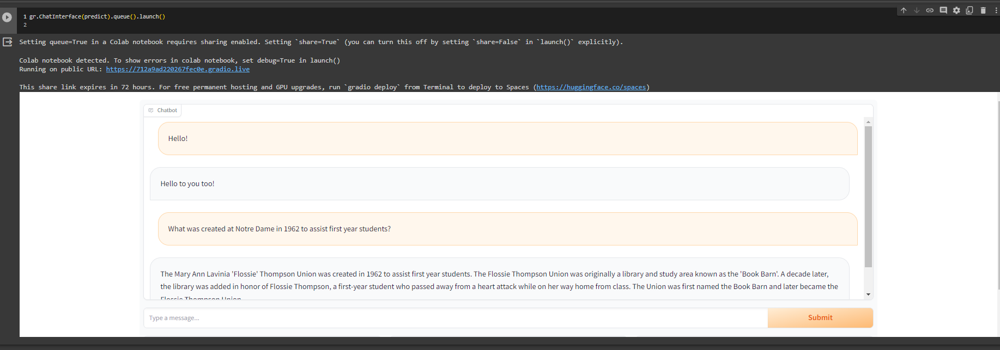 1 gr.ChatInterface(predict).queue().launch()
2
Setting queue=True in a Colab notebook requires sharing enabled. Setting `share=True` (you can turn this off by setting `share=False` in `launch()` explicitly).
Colab notebook detected. To show errors in colab notebook, set debug=True in launch()
Running on public URL: https://712a9ad220267fec0e.gradio.live
This share link expires in 72 hours. For free permanent hosting and GPU upgrades, run `gradio deploy` from Terminal to deploy to Spaces (https://huggingface.co/spaces)
Chatbot
Hello!
Hello to you too!
What was created at Notre Dame in 1962 to assist first year students?
The Mary Ann Lavinia 'Flossie' Thompson Union was created in 1962 to assist first year students. The Flossie Thompson Union was originally a library and study area known as the 'Book Barn'. A decade later,
the library was added in honor of Flossie Thompson, a first-year student who passed away from a heart attack while on her way home from class. The Union was first named the Book Barn and later became the
Flossie Thompson Union
Type a message...
Submit